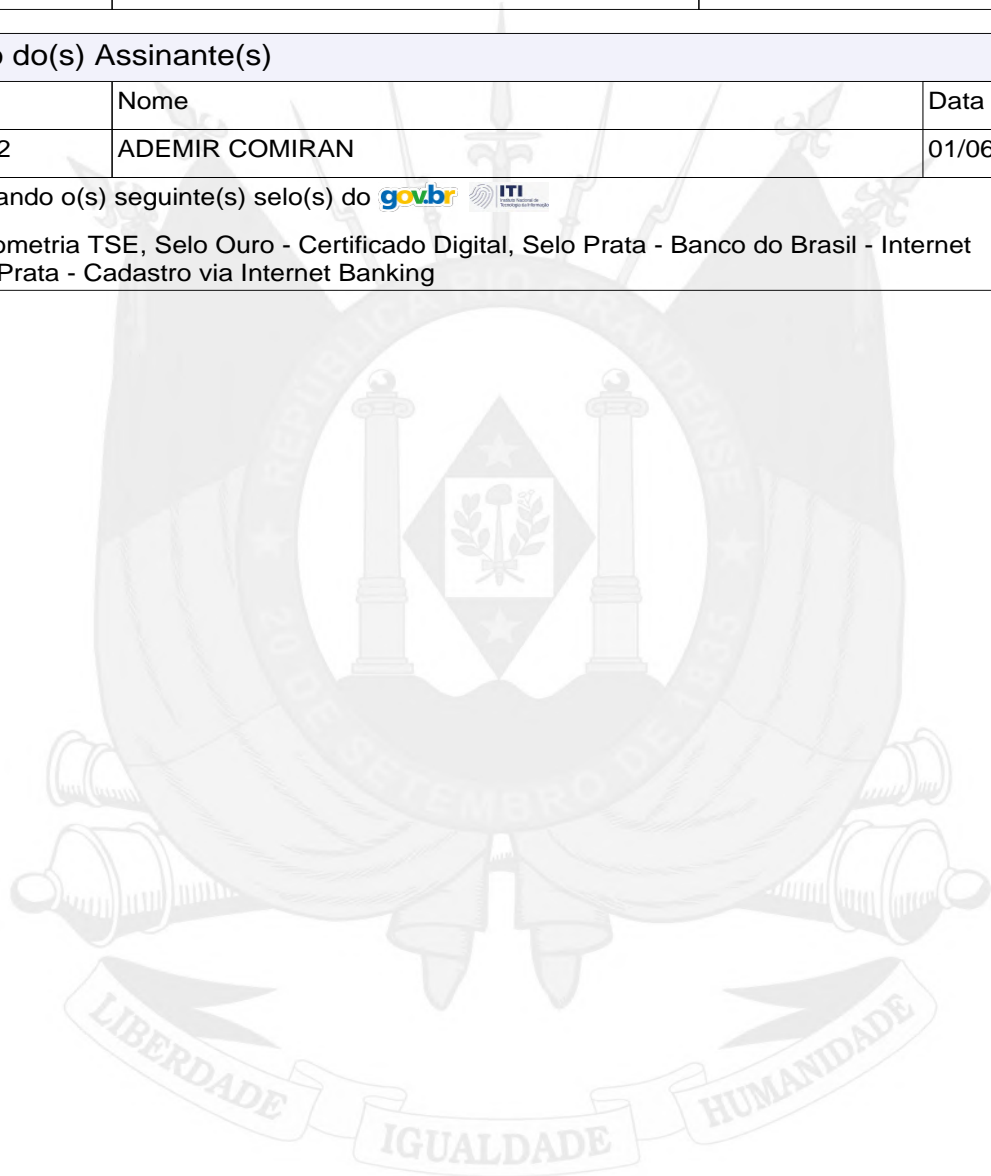 do(s) Assinante(s)
Nome Data
2 ADEMIR COMIRAN 01/06
ando o(s) seguinte(s) selo(s) do gov.br ITI
ometria TSE, Selo Ouro - Certificado Digital, Selo Prata - Banco do Brasil - Internet
Prata - Cadastro via Internet Banking
REPÚBLICA RIO GRANDENSE
20 DE SETEMBRO DE 1835
LIBERDADE IGUALDADE HUMANIDADE